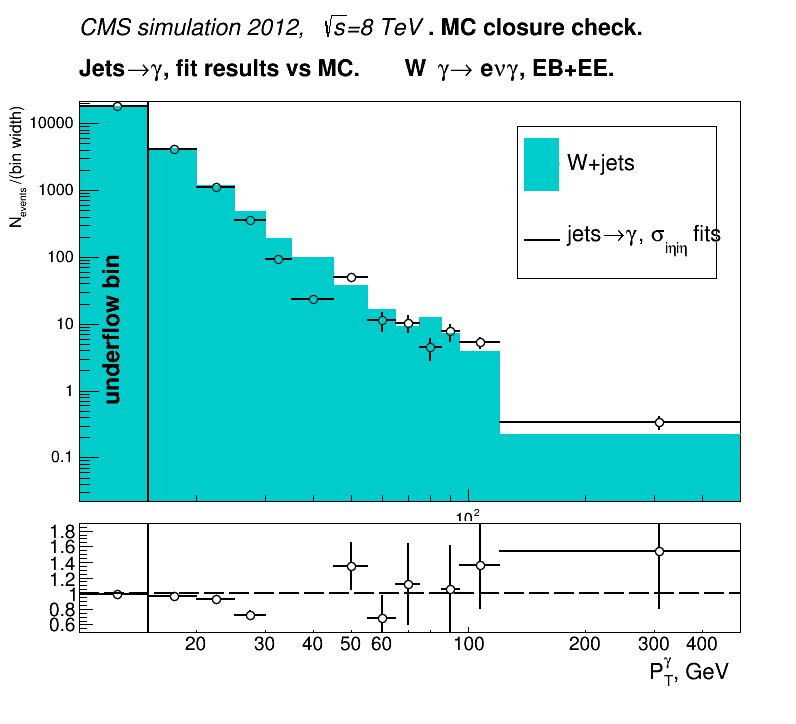 CMS simulation 2012, √s=8 TeV . MC closure check.
Jets→γ, fit results vs MC. W γ→ eνγ, EB+EE.
N_events /(bin width)
10000
1000
100
10
1
0.1
underflow bin
W+jets
jets→γ, σ_iηiη fits
10²
1.8
1.6
1.4
1.2
1
0.8
0.6
20 30 40 50 60 100 200 300 400
P_T^γ, GeV